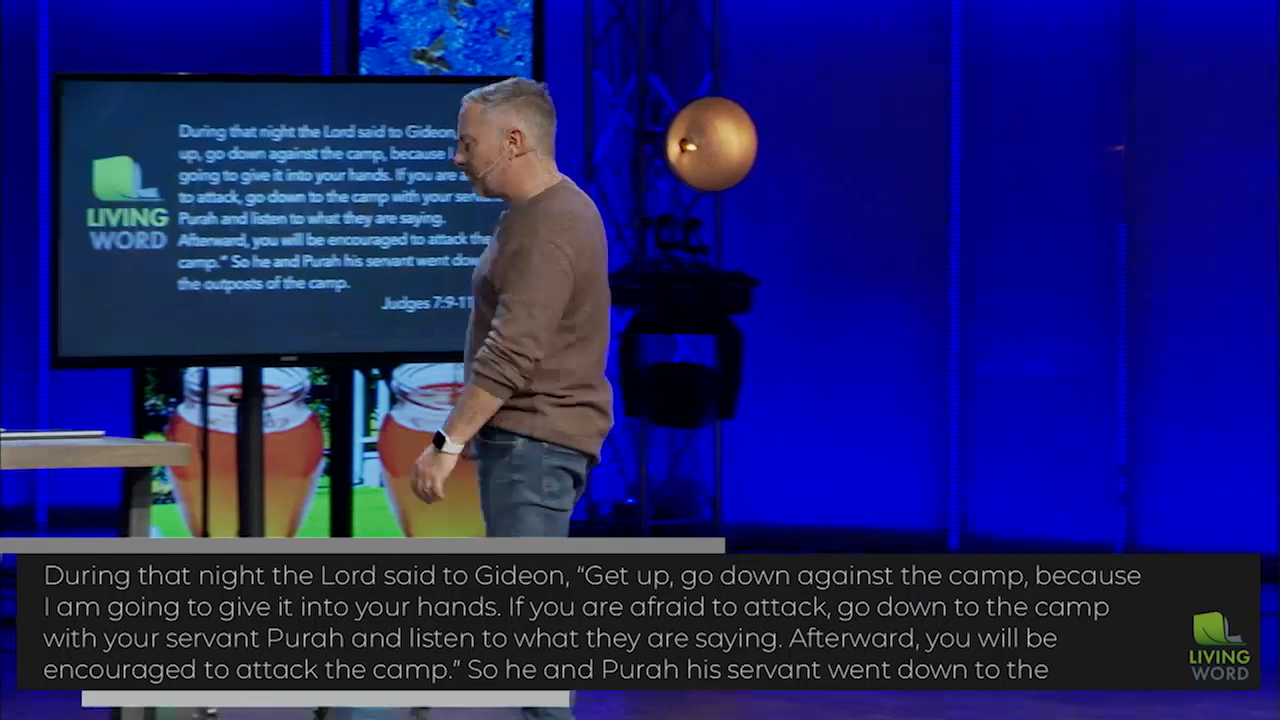 During that night the Lord said to Gideon,
up, go down against the camp, because I
going to give it into your hands. If you are a
to attack, go down to the camp with your
Purah and listen to what they are saying.
Afterward, you will be encouraged to attack the
camp.” So he and Purah his servant went
the outposts of the camp.
Judges 7:9-11
LIVING
WORD
During that night the Lord said to Gideon, “Get up, go down against the camp, because
I am going to give it into your hands. If you are afraid to attack, go down to the camp
with your servant Purah and listen to what they are saying. Afterward, you will be
encouraged to attack the camp.” So he and Purah his servant went down to the
LIVING
WORD